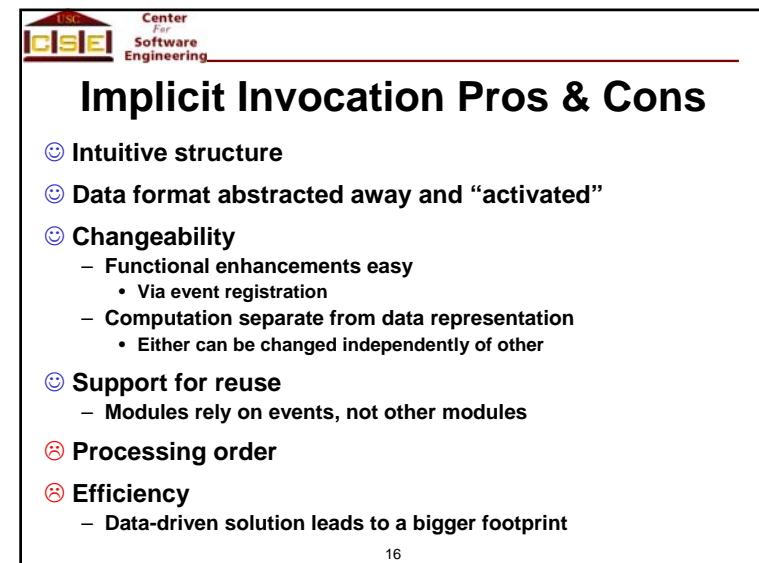 USC
CSE
Center
For
Software
Engineering
Implicit Invocation Pros & Cons
☺ Intuitive structure
☺ Data format abstracted away and “activated”
☺ Changeability
– Functional enhancements easy
• Via event registration
– Computation separate from data representation
• Either can be changed independently of other
☺ Support for reuse
– Modules rely on events, not other modules
☹ Processing order
☹ Efficiency
– Data-driven solution leads to a bigger footprint
16